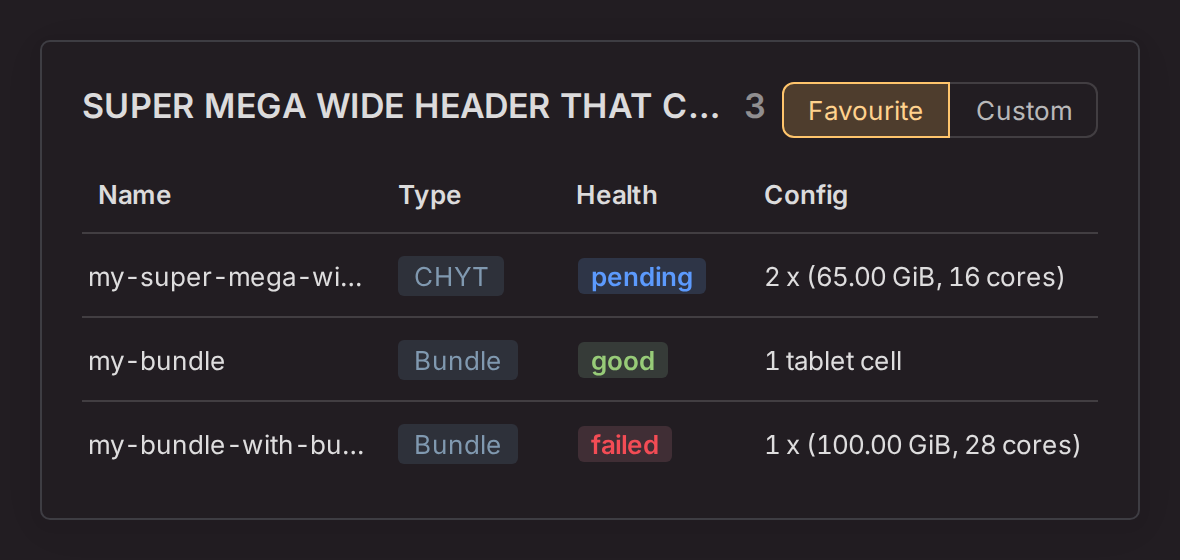 SUPER MEGA WIDE HEADER THAT C... 3 Favourite Custom
Name Type Health Config
my-super-mega-wi... CHYT pending 2 x (65.00 GiB, 16 cores)
my-bundle Bundle good 1 tablet cell
my-bundle-with-bu... Bundle failed 1 x (100.00 GiB, 28 cores)